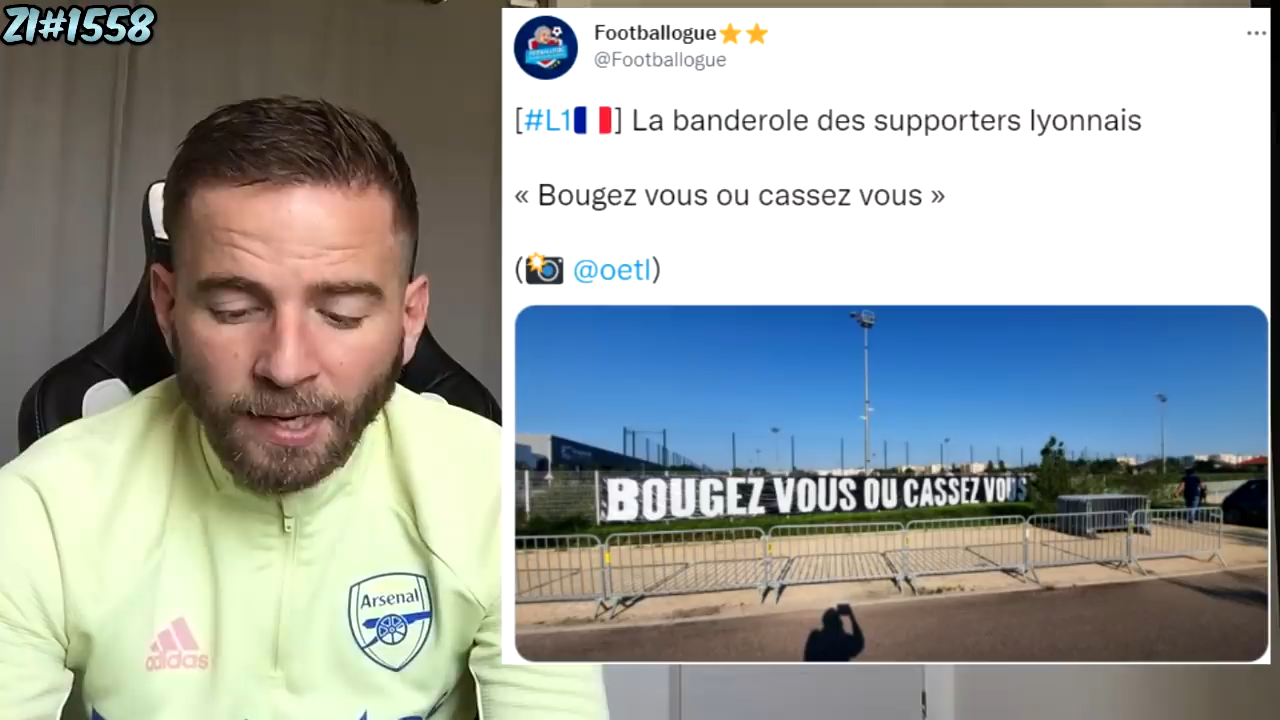 ZI#1558
Footballogue
@Footballogue
[#L1🇫🇷] La banderole des supporters lyonnais
« Bougez vous ou cassez vous »
(📸 @oetl)
BOUGEZ VOUS OU CASSEZ VOUS
Arsenal
adidas